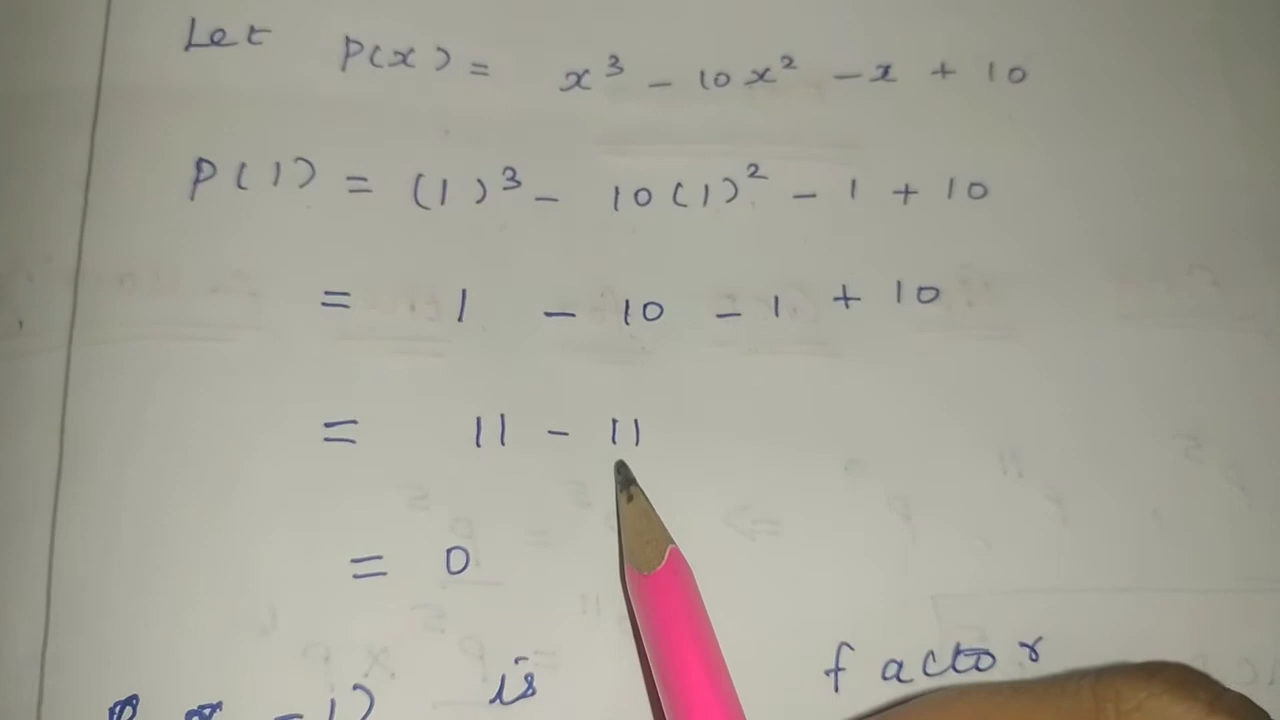 Let P(x) = x³ - 10x² - x + 10
P(1) = (1)³ - 10(1)² - 1 + 10
= 1 - 10 - 1 + 10
= 11 - 11
= 0
x - 1) is factor